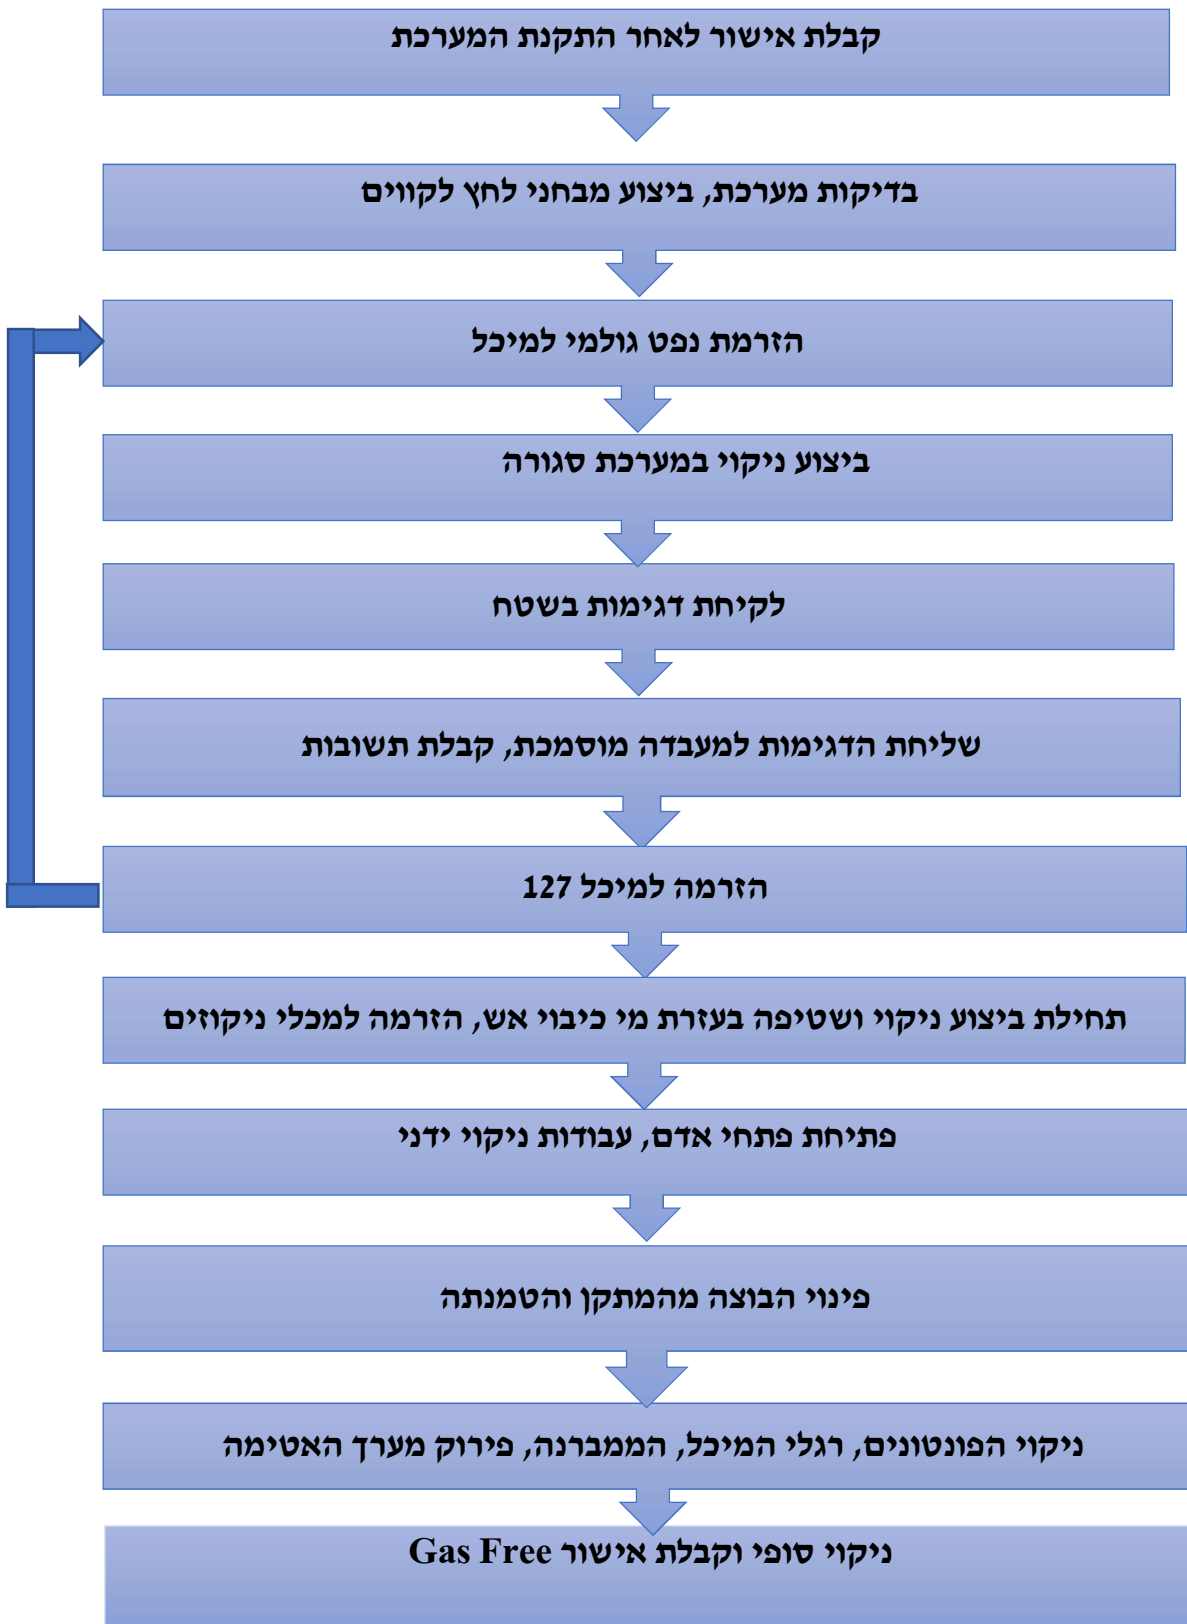 קבלת אישור לאחר התקנת המערכת
בדיקות מערכת, ביצוע מבחני לחץ לקווים
הזרמת נפט גולמי למיכל
ביצוע ניקוי במערכת סגורה
לקיחת דגימות בשטח
שליחת הדגימות למעבדה מוסמכת, קבלת תשובות
הזרמה למיכל 127
תחילת ביצוע ניקוי ושטיפה בעזרת מי כיבוי אש, הזרמה למכלי ניקוזים
פתיחת פתחי אדם, עבודות ניקוי ידני
פינוי הבוצה מהמתקן והטמנתה
ניקוי הפונטונים, רגלי המיכל, הממברנה, פירוק מערך האטימה
ניקוי סופי וקבלת אישור Gas Free